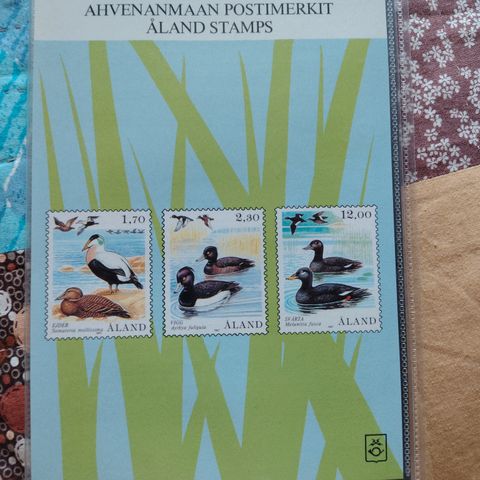 AHVENANMAAN POSTIMERKIT
ÅLAND STAMPS
1,70
EJDER
Somateria mollissima
ÅLAND
2,30
VIGG
Aythya fuligula
ÅLAND
12,00
SVÄRTA
Melanitta fusca
ÅLAND